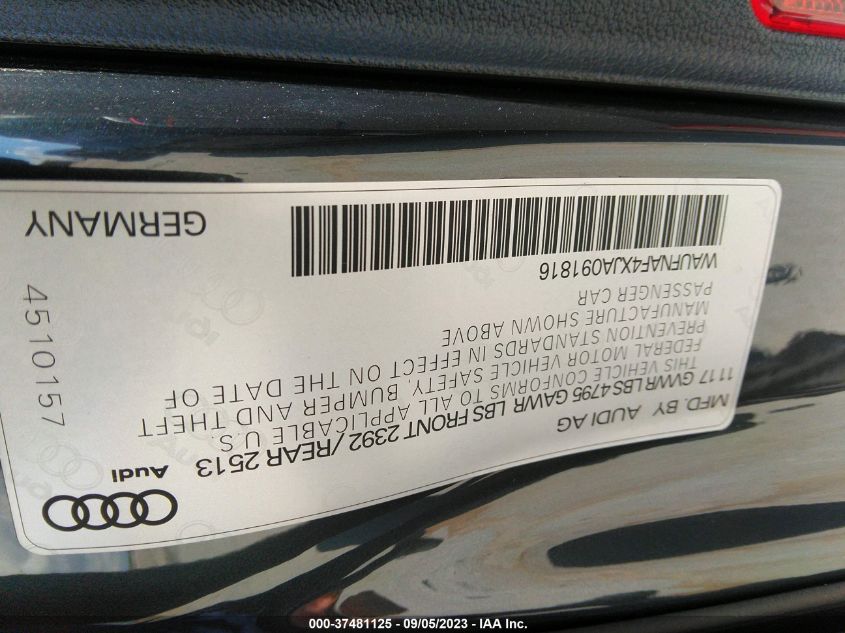 MFD. BY AUDI AG
Audi
11 17 GVWR LBS 4795 GAWR LBS FRONT 2392 / REAR 2513
THIS VEHICLE CONFORMS TO ALL APPLICABLE U.S.
FEDERAL MOTOR VEHICLE SAFETY, BUMPER AND THEFT
PREVENTION STANDARDS IN EFFECT ON THE DATE OF
MANUFACTURE SHOWN ABOVE
PASSENGER CAR
WAUFNAF4XJA091816
GERMANY
4510157
000-37481125 - 09/05/2023 - IAA Inc.